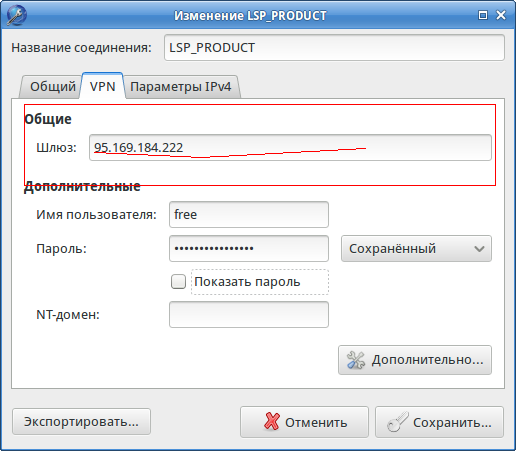 Изменение LSP_PRODUCT
Название соединения: LSP_PRODUCT
Общий VPN Параметры IPv4
Общие
Шлюз: 95.169.184.222
Дополнительные
Имя пользователя: free
Пароль: •••••••••••••••• Сохранённый
Показать пароль
NT-домен:
Дополнительно...
Экспортировать... Отменить Сохранить...